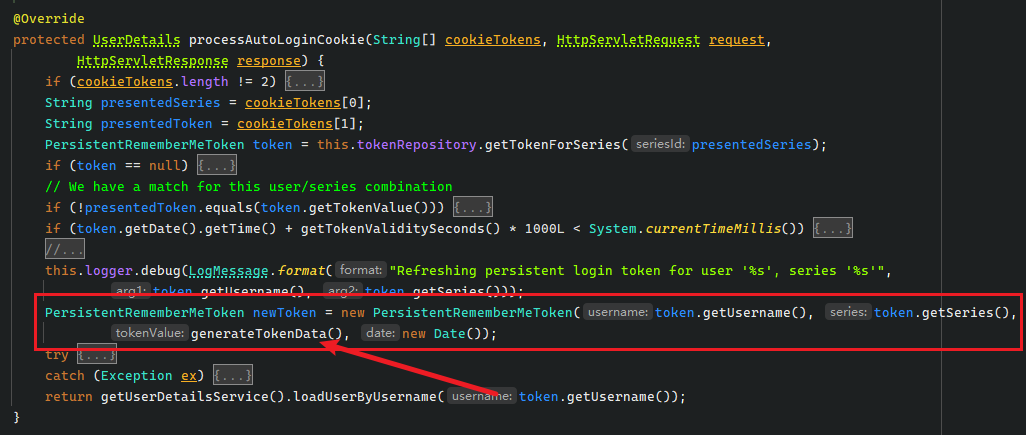 @Override
protected UserDetails processAutoLoginCookie(String[] cookieTokens, HttpServletRequest request,
HttpServletResponse response) {
if (cookieTokens.length != 2) {...}
String presentedSeries = cookieTokens[0];
String presentedToken = cookieTokens[1];
PersistentRememberMeToken token = this.tokenRepository.getTokenForSeries( seriesId: presentedSeries);
if (token == null) {...}
// We have a match for this user/series combination
if (!presentedToken.equals(token.getTokenValue())) {...}
if (token.getDate().getTime() + getTokenValiditySeconds() * 1000L < System.currentTimeMillis()) {...}
//...
this.logger.debug(LogMessage.format( format: "Refreshing persistent login token for user '%s', series '%s'",
arg1: token.getUsername(), arg2: token.getSeries()));
PersistentRememberMeToken newToken = new PersistentRememberMeToken( username: token.getUsername(), series: token.getSeries(),
tokenValue: generateTokenData(), date: new Date());
try {...}
catch (Exception ex) {...}
return getUserDetailsService().loadUserByUsername( username: token.getUsername());
}